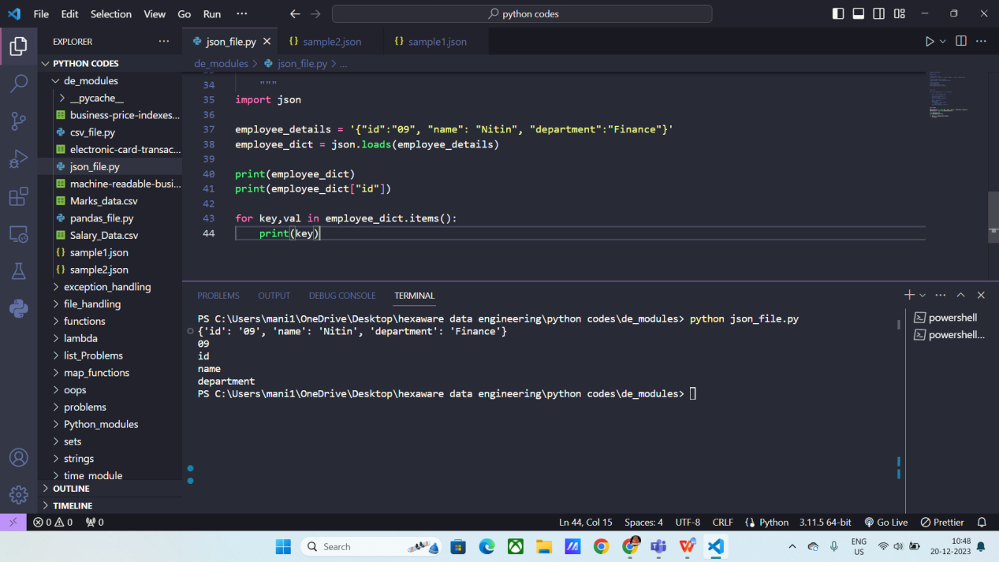 File Edit Selection View Go Run ···
python codes
EXPLORER ···
PYTHON CODES
de_modules
__pycache__
business-price-indexes...
csv_file.py
electronic-card-transac...
json_file.py
machine-readable-busi...
Marks_data.csv
pandas_file.py
Salary_Data.csv
sample1.json
sample2.json
exception_handling
file_handling
functions
lambda
list_Problems
map_functions
oops
problems
Python_modules
sets
strings
time_module
OUTLINE
TIMELINE
json_file.py {} sample2.json {} sample1.json
de_modules > json_file.py > ...
34 """
35 import json
36
37 employee_details = '{"id":"09", "name": "Nitin", "department":"Finance"}'
38 employee_dict = json.loads(employee_details)
39
40 print(employee_dict)
41 print(employee_dict["id"])
42
43 for key,val in employee_dict.items():
44 print(key)
PROBLEMS OUTPUT DEBUG CONSOLE TERMINAL
PS C:\Users\mani1\OneDrive\Desktop\hexaware data engineering\python codes\de_modules> python json_file.py
{'id': '09', 'name': 'Nitin', 'department': 'Finance'}
09
id
name
department
PS C:\Users\mani1\OneDrive\Desktop\hexaware data engineering\python codes\de_modules>
powershell
powershell...
0 0 0 Ln 44, Col 15 Spaces: 4 UTF-8 CRLF {} Python 3.11.5 64-bit Go Live Prettier
Search
ENG
US
10:48
20-12-2023